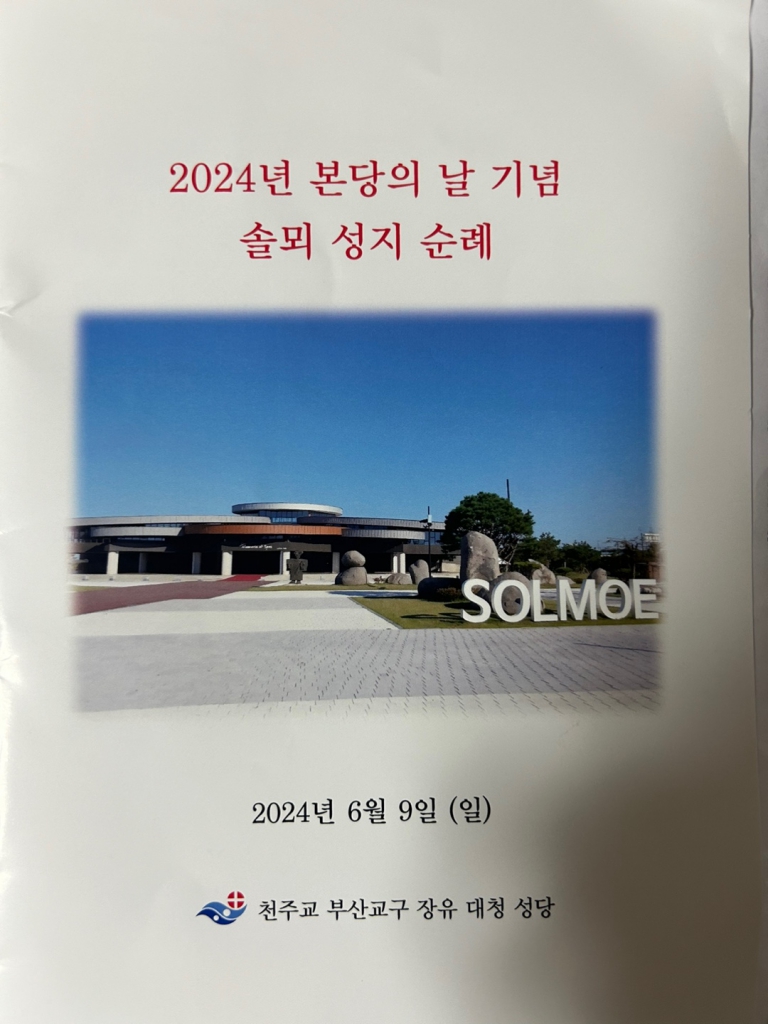 2024년 본당의 날 기념
솔뫼 성지 순례
SOLMOE
2024년 6월 9일 (일)
천주교 부산교구 장유 대청 성당